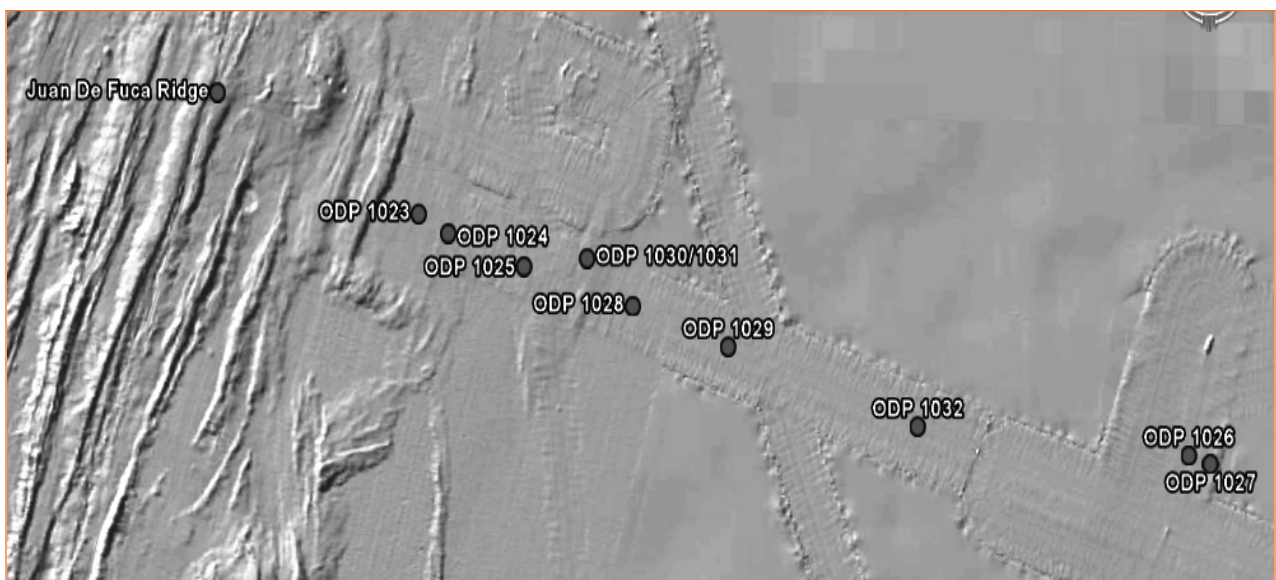 Juan De Fuca Ridge
ODP 1023
ODP 1024
ODP 1025
ODP 1030/1031
ODP 1028
ODP 1029
ODP 1032
ODP 1026
ODP 1027